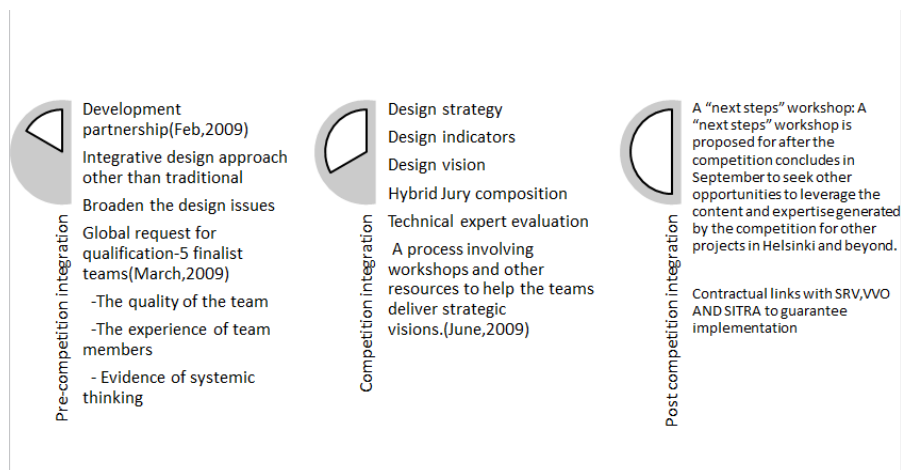 Pre-competition integration
Development
partnership(Feb,2009)
Integrative design approach
other than traditional
Broaden the design issues
Global request for
qualification-5 finalist
teams(March,2009)
-The quality of the team
-The experience of team
members
- Evidence of systemic
thinking
Competition integration
Design strategy
Design indicators
Design vision
Hybrid Jury composition
Technical expert evaluation
A process involving
workshops and other
resources to help the teams
deliver strategic
visions.(June,2009)
Post competition integration
A “next steps” workshop: A
“next steps” workshop is
proposed for after the
competition concludes in
September to seek other
opportunities to leverage the
content and expertise generated
by the competition for other
projects in Helsinki and beyond.
Contractual links with SRV,VVO
AND SITRA to guarantee
implementation